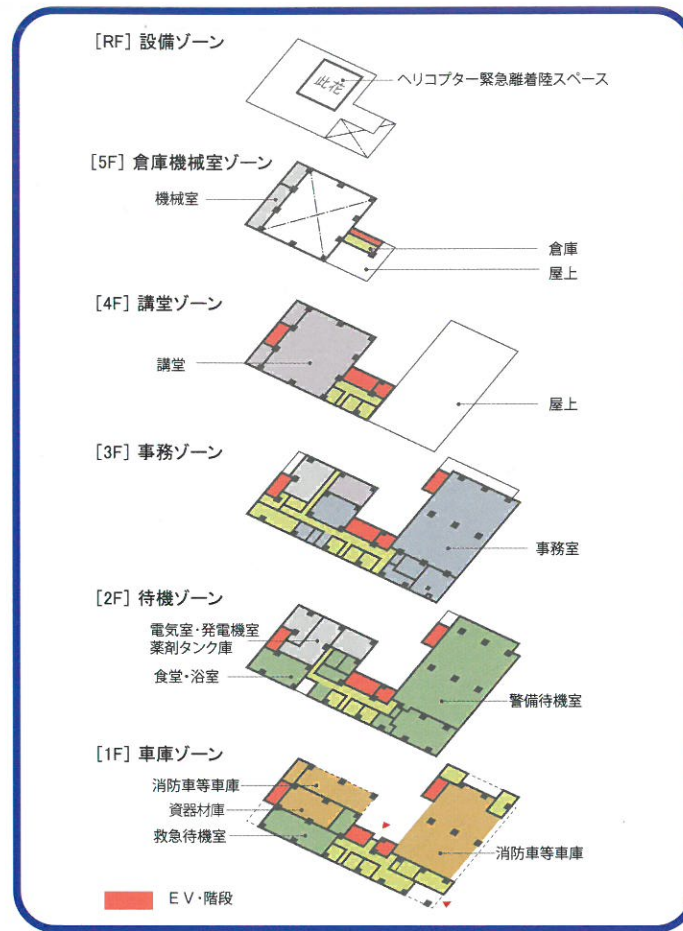 [RF] 設備ゾーン
此花
ヘリコプター緊急離着陸スペース
[5F] 倉庫機械室ゾーン
機械室
倉庫
屋上
[4F] 講堂ゾーン
講堂
屋上
[3F] 事務ゾーン
事務室
[2F] 待機ゾーン
電気室・発電機室
薬剤タンク庫
食堂・浴室
警備待機室
[1F] 車庫ゾーン
消防車等車庫
資器材庫
救急待機室
消防車等車庫
EV・階段